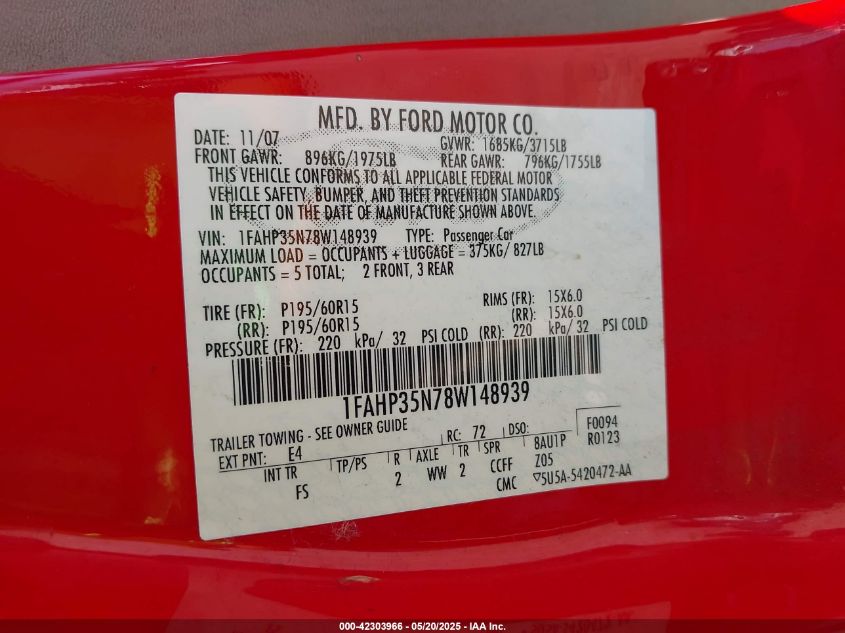 MFD. BY FORD MOTOR CO.
DATE: 11/07 GVWR: 1685KG/3715LB
FRONT GAWR: 896KG/1975LB REAR GAWR: 796KG/1755LB
THIS VEHICLE CONFORMS TO ALL APPLICABLE FEDERAL MOTOR
VEHICLE SAFETY, BUMPER, AND THEFT PREVENTION STANDARDS
IN EFFECT ON THE DATE OF MANUFACTURE SHOWN ABOVE.
VIN: 1FAHP35N78W148939 TYPE: Passenger Car
MAXIMUM LOAD = OCCUPANTS + LUGGAGE = 375KG/ 827LB
OCCUPANTS = 5 TOTAL; 2 FRONT, 3 REAR
TIRE (FR): P195/60R15 RIMS (FR): 15X6.0
(RR): P195/60R15 (RR): 15X6.0
PRESSURE (FR): 220 kPa/ 32 PSI COLD (RR): 220 kPa/ 32 PSI COLD
1FAHP35N78W148939
TRAILER TOWING - SEE OWNER GUIDE
EXT PNT: E4 RC: 72 DSO: F0094
INT TR TP/PS R AXLE TR SPR 8AU1P R0123
FS 2 WW 2 CCFF Z05
CMC 5U5A-5420472-AA
000-42303966 - 05/20/2025 - IAA Inc.